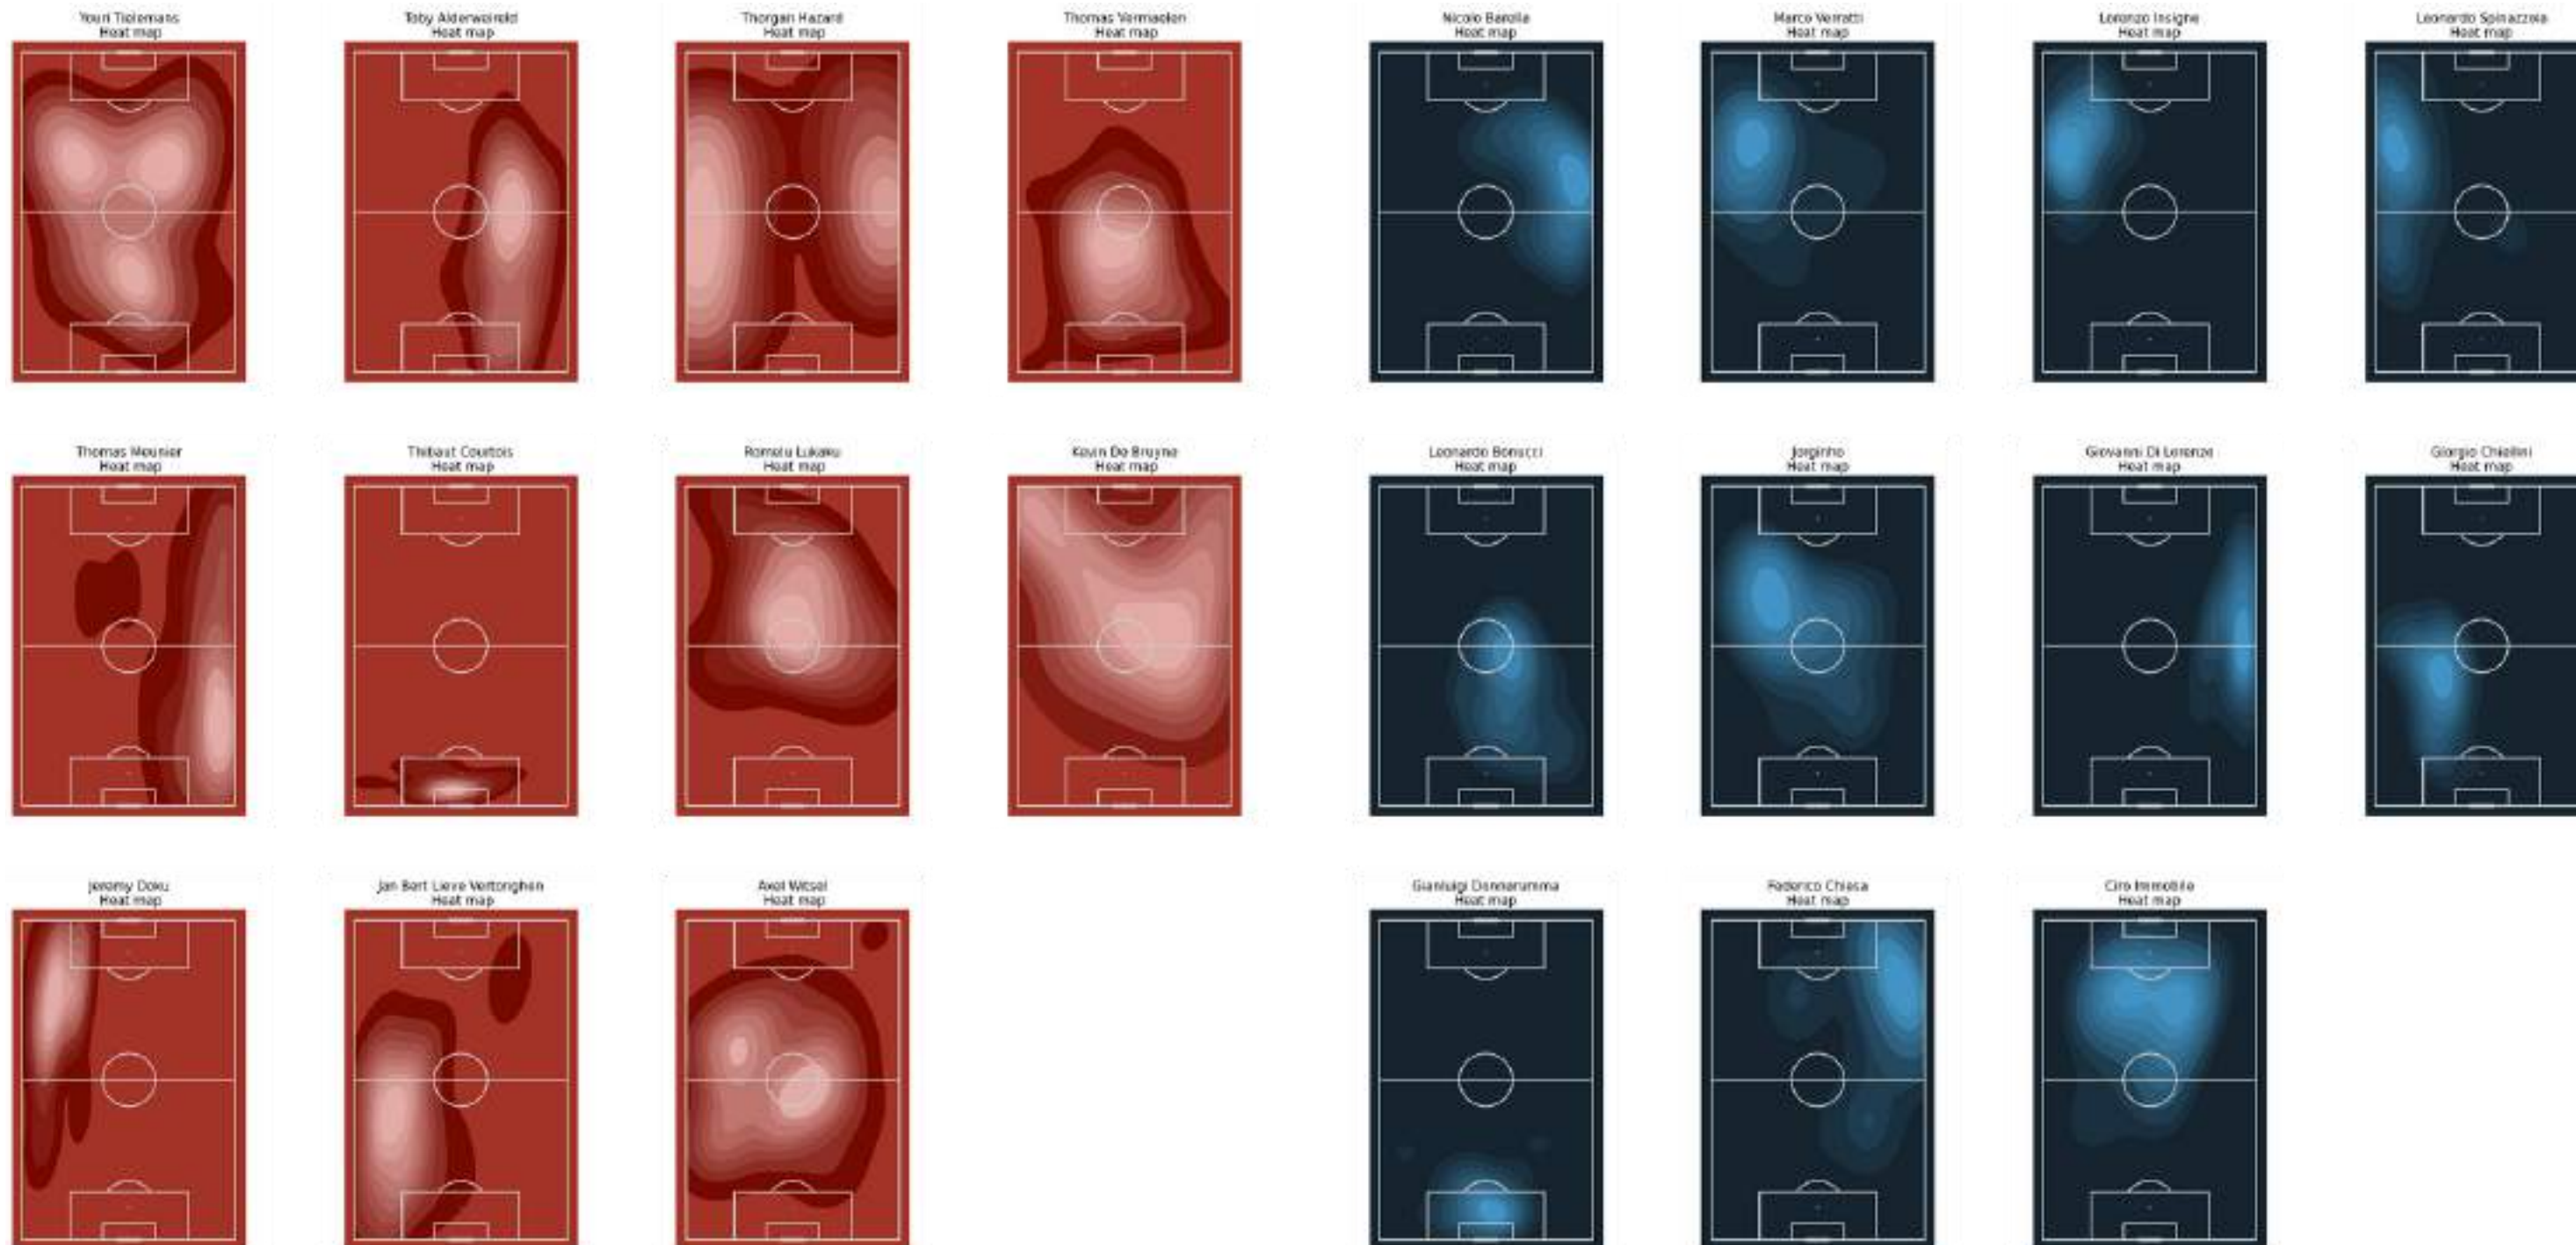 Youri Tielemans
Heat map
Toby Alderweireld
Heat map
Thorgan Hazard
Heat map
Thomas Vermaelen
Heat map
Nicolo Barella
Heat map
Marco Verratti
Heat map
Lorenzo Insigne
Heat map
Leonardo Spinazzola
Heat map
Thomas Meunier
Heat map
Thibaut Courtois
Heat map
Romelu Lukaku
Heat map
Kevin De Bruyne
Heat map
Leonardo Bonucci
Heat map
Jorginho
Heat map
Giovanni Di Lorenzo
Heat map
Giorgio Chiellini
Heat map
Jeremy Doku
Heat map
Jan Bert Lieve Vertonghen
Heat map
Axel Witsel
Heat map
Gianluigi Donnarumma
Heat map
Federico Chiesa
Heat map
Ciro Immobile
Heat map